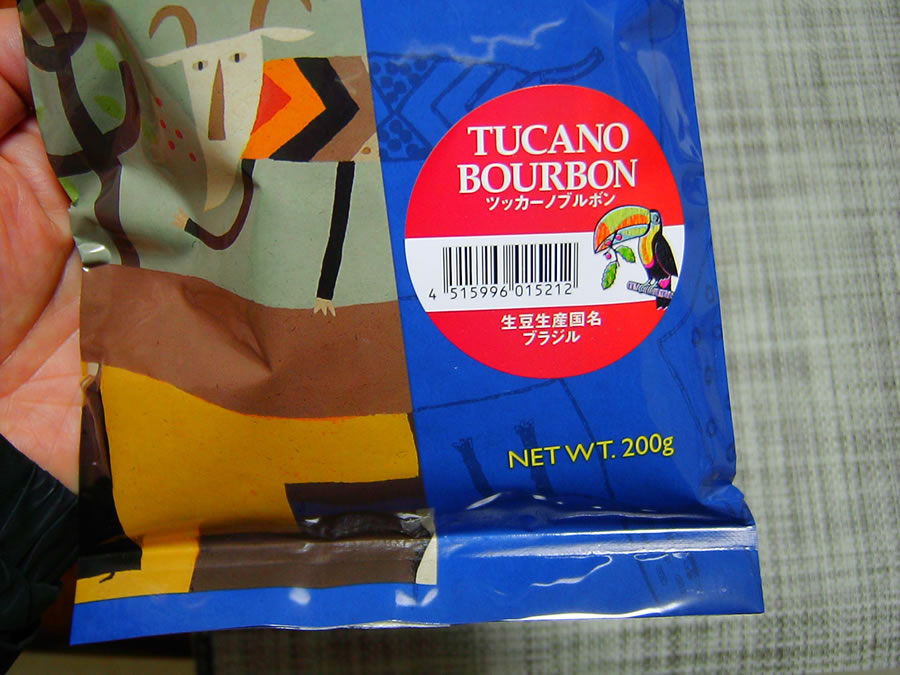 TUCANO
BOURBON
ツッカーノブルボン
4 515996 015212
生豆生産国名
ブラジル
NET WT. 200g